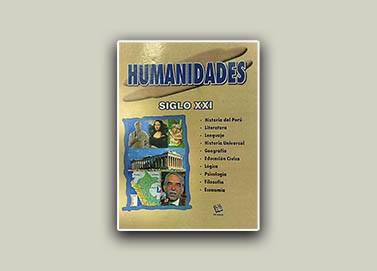 HUMANIDADES
SIGLO XXI
- Historia del Perú
- Literatura
- Lenguaje
- Historia Universal
- Geografía
- Educación Cívica
- Lógica
- Psicología
- Filosofía
- Economía